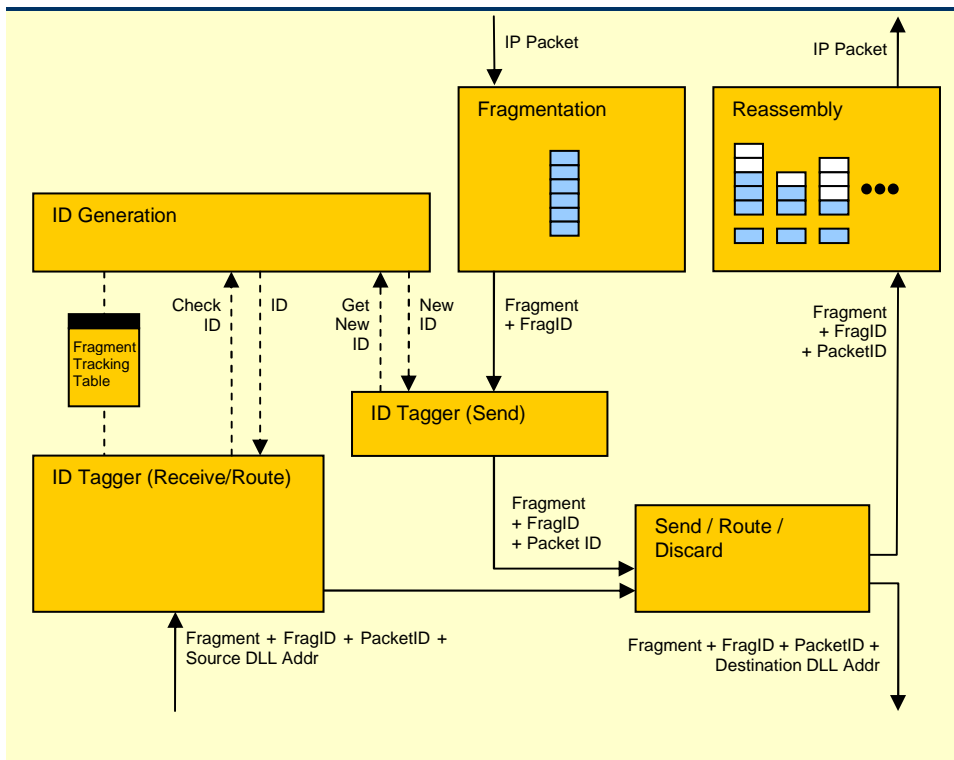 IP Packet
IP Packet
Fragmentation
Reassembly
ID Generation
Check
ID
ID
Get
New
ID
New
ID
Fragment
+ FragID
Fragment
+ FragID
+ PacketID
Fragment
Tracking
Table
ID Tagger (Send)
ID Tagger (Receive/Route)
Fragment
+ FragID
+ Packet ID
Send / Route /
Discard
Fragment + FragID + PacketID +
Source DLL Addr
Fragment + FragID + PacketID +
Destination DLL Addr